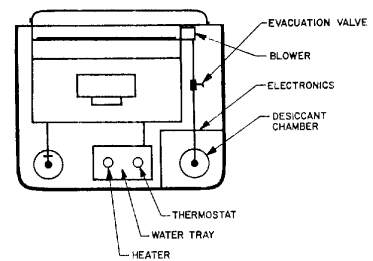 EVACUATION VALVE
BLOWER
ELECTRONICS
DESICCANT
CHAMBER
THERMOSTAT
WATER TRAY
HEATER